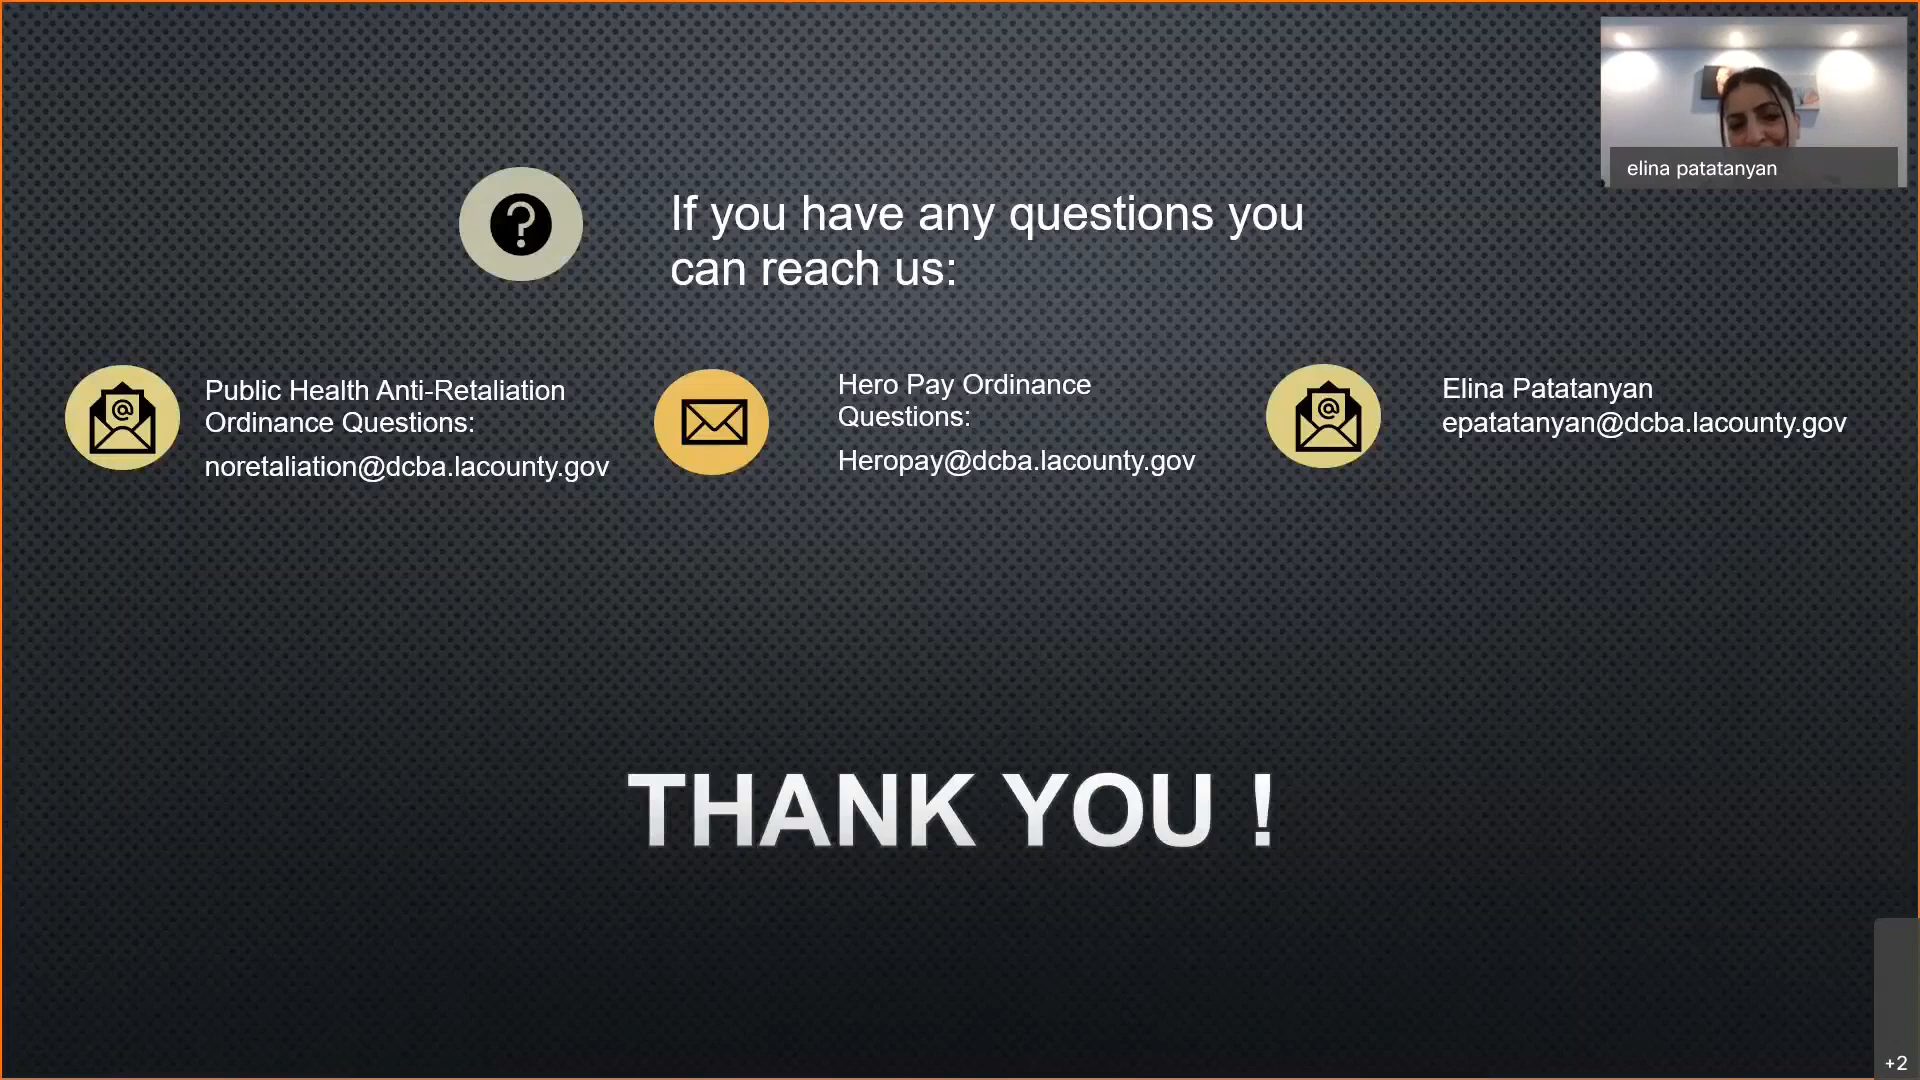 elina patatanyan
If you have any questions you
can reach us:
Public Health Anti-Retaliation
Ordinance Questions:
noretaliation@dcba.lacounty.gov
Hero Pay Ordinance
Questions:
Heropay@dcba.lacounty.gov
Elina Patatanyan
epatatanyan@dcba.lacounty.gov
THANK YOU !
+2